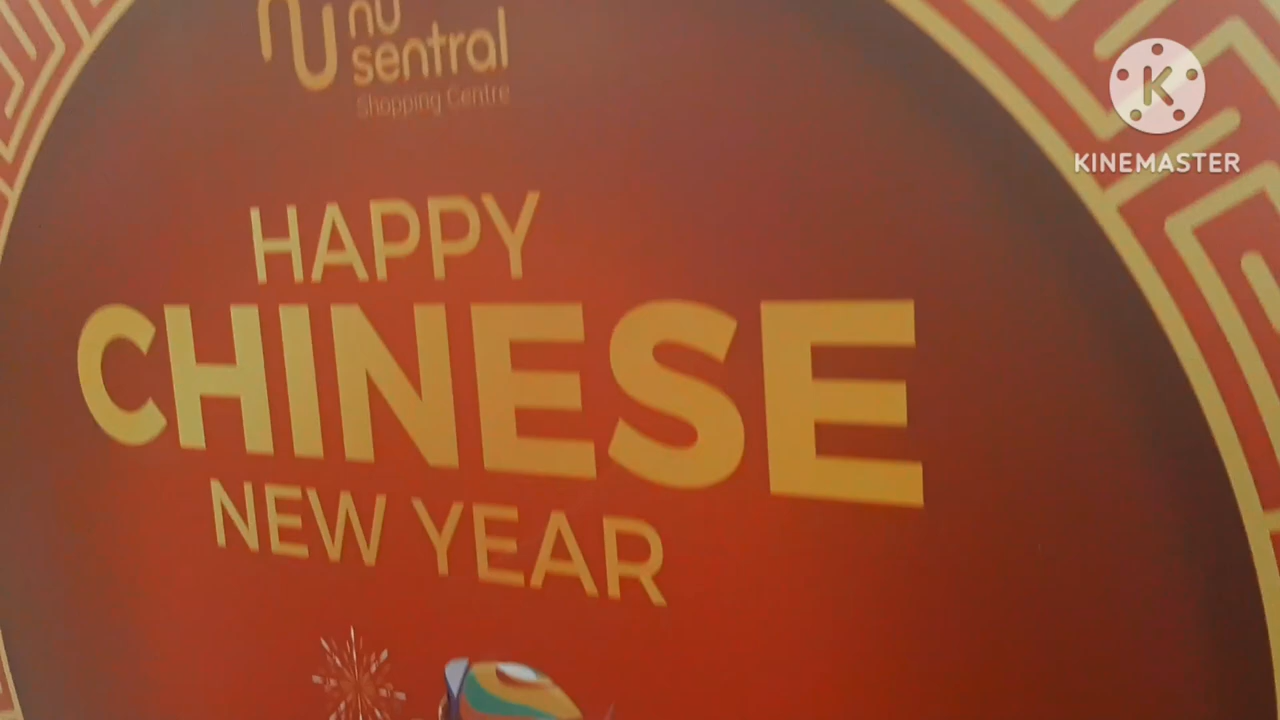 nu
sentral
Shopping Centre
HAPPY
CHINESE
NEW YEAR
K
KINEMASTER